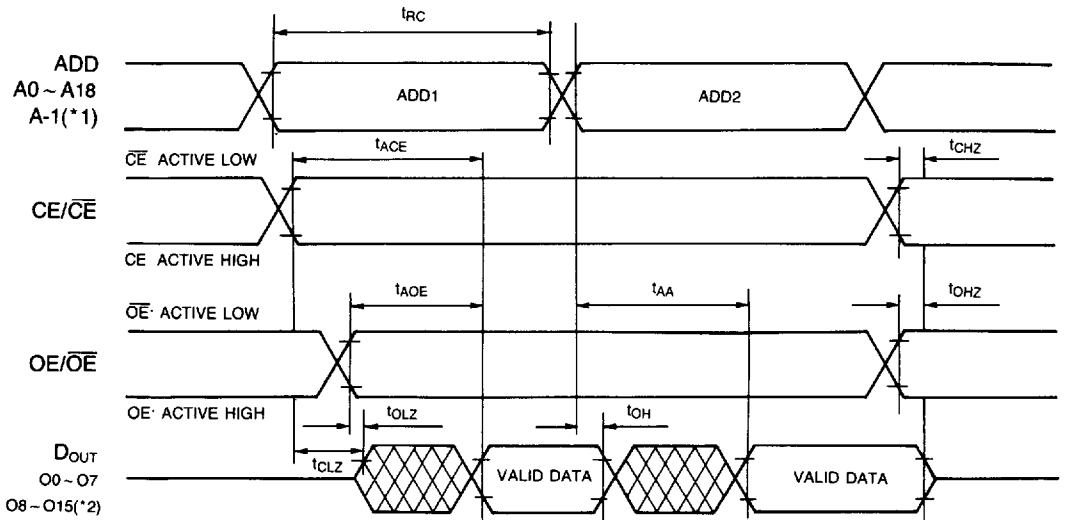 tRC
ADD
A0 ~ A18
A-1(*1)
ADD1
ADD2
CE ACTIVE LOW
tACE
tCHZ
CE/CE
CE ACTIVE HIGH
OE· ACTIVE LOW
tAOE
tAA
tOHZ
OE/OE
OE· ACTIVE HIGH
tOLZ
tOH
DOUT
O0 ~ O7
O8 ~ O15(*2)
tCLZ
VALID DATA
VALID DATA